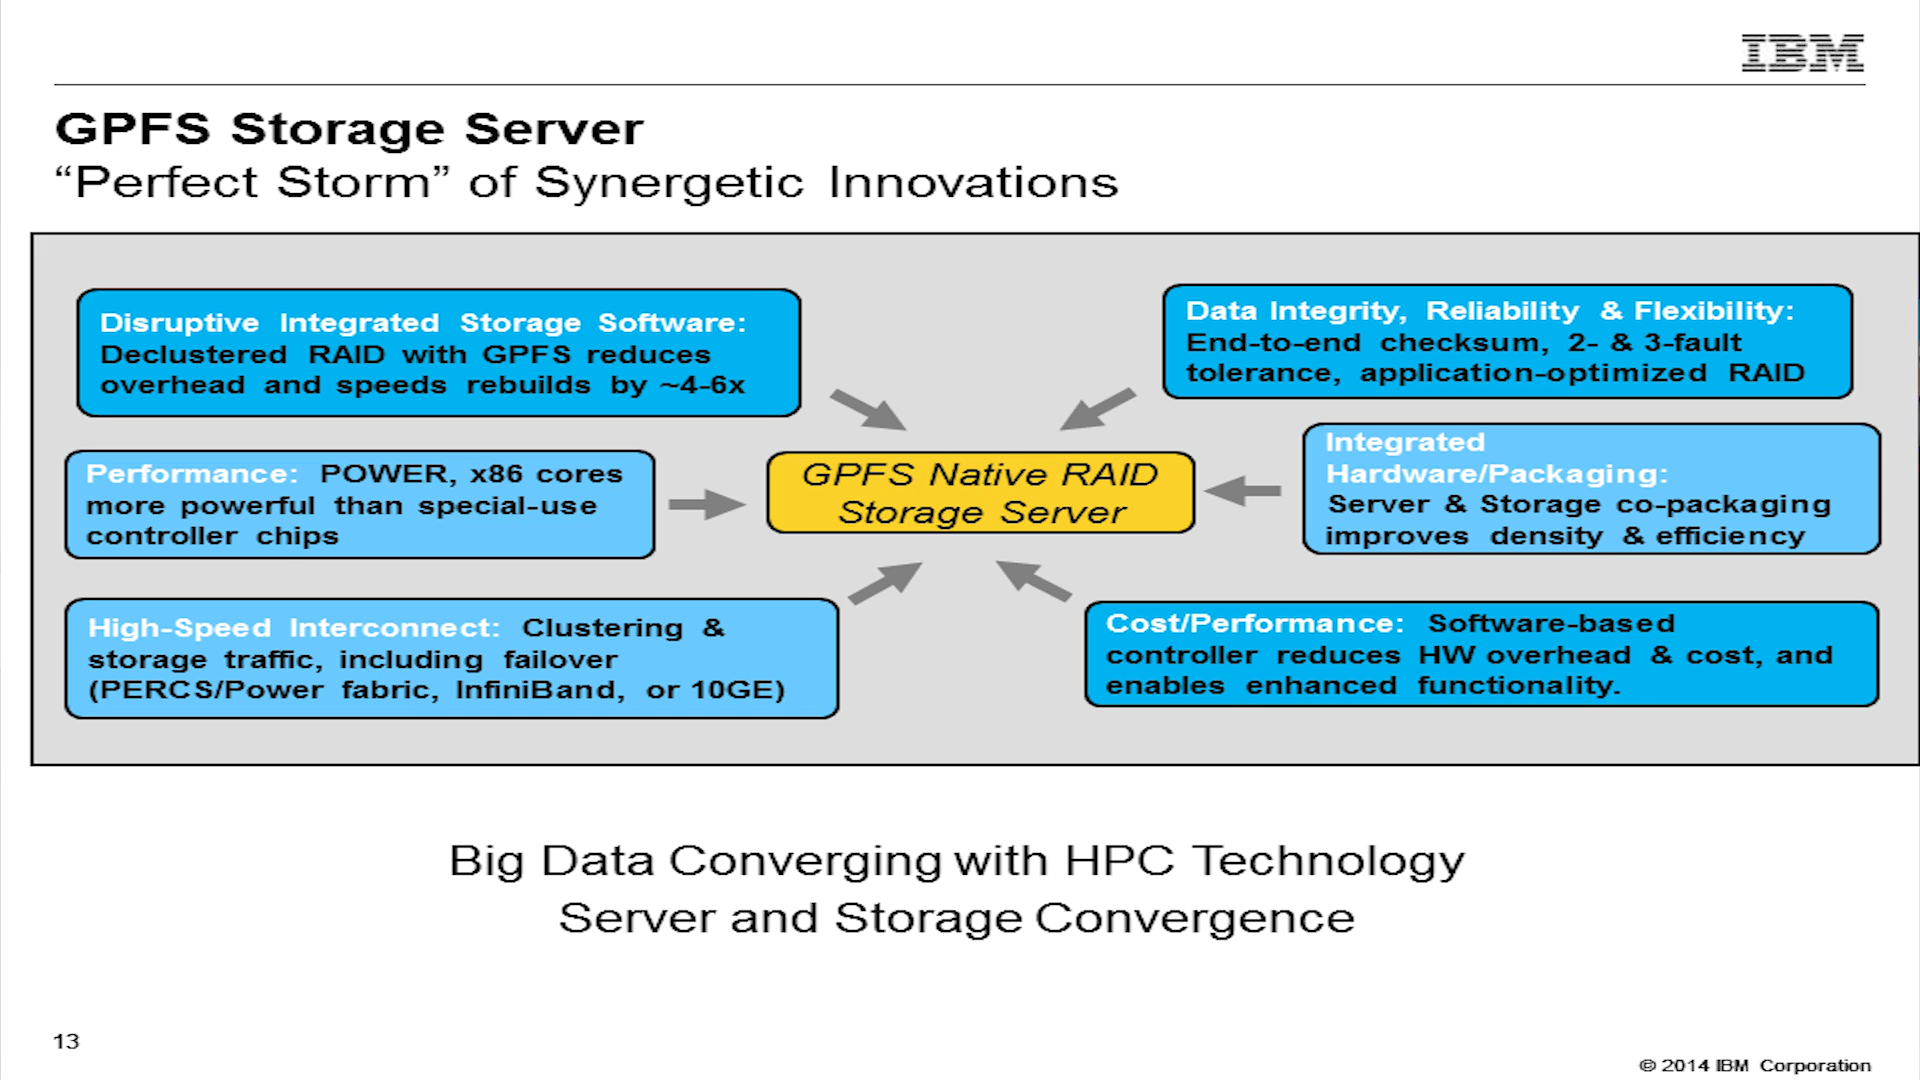 IBM
GPFS Storage Server
“Perfect Storm” of Synergetic Innovations
Disruptive Integrated Storage Software:
Declustered RAID with GPFS reduces
overhead and speeds rebuilds by ~4-6x
Data Integrity, Reliability & Flexibility:
End-to-end checksum, 2- & 3-fault
tolerance, application-optimized RAID
Performance: POWER, x86 cores
more powerful than special-use
controller chips
GPFS Native RAID
Storage Server
Integrated
Hardware/Packaging:
Server & Storage co-packaging
improves density & efficiency
High-Speed Interconnect: Clustering &
storage traffic, including failover
(PERCS/Power fabric, InfiniBand, or 10GE)
Cost/Performance: Software-based
controller reduces HW overhead & cost, and
enables enhanced functionality.
Big Data Converging with HPC Technology
Server and Storage Convergence
13
© 2014 IBM Corporation